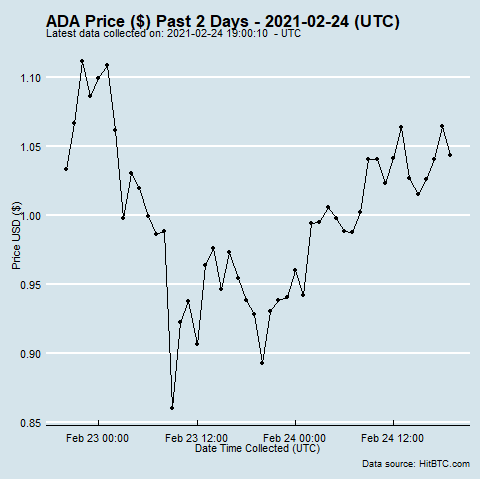 ADA Price ($) Past 2 Days - 2021-02-24 (UTC)
Latest data collected on: 2021-02-24 19:00:10  - UTC
1.10
1.05
1.00
0.95
0.90
0.85
Price USD ($)
Feb 23 00:00 Feb 23 12:00 Feb 24 00:00 Feb 24 12:00
Date Time Collected (UTC)
Data source: HitBTC.com